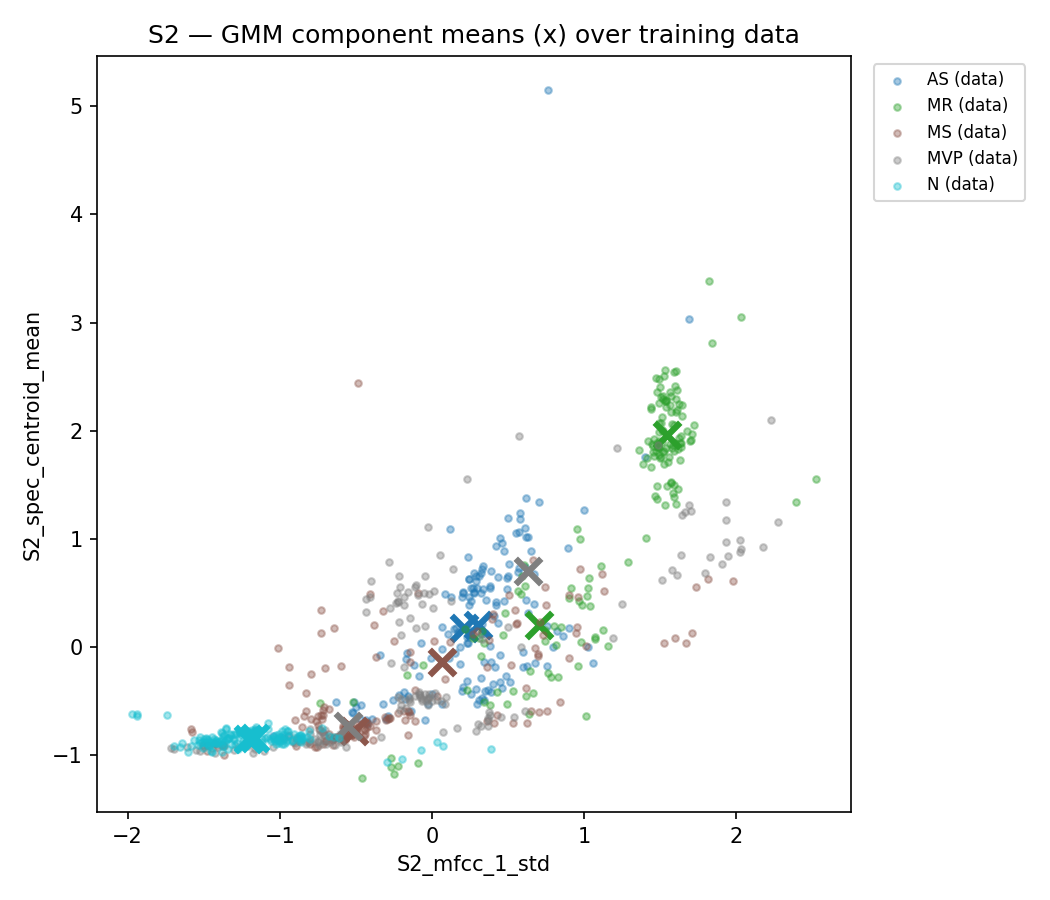 S2 — GMM component means (x) over training data
AS (data)
MR (data)
MS (data)
MVP (data)
N (data)
S2_spec_centroid_mean
5
4
3
2
1
0
−1
−2
−1
0
1
2
S2_mfcc_1_std